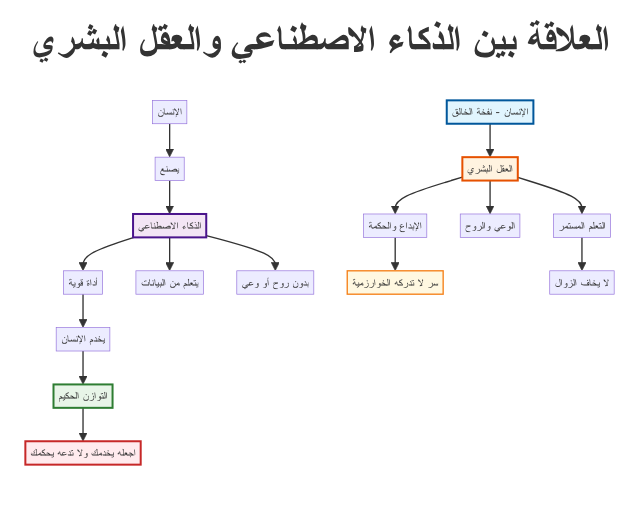 العلاقة بين الذكاء الاصطناعي والعقل البشري
الإنسان - نفخة الخالق
الإنسان
العقل البشري
يصنع
التعلم المستمر
الوعي والروح
الإبداع والحكمة
الذكاء الاصطناعي
لا يخاف الزوال
سر لا تدركه الخوارزمية
بدون روح أو وعي
يتعلم من البيانات
أداة قوية
يخدم الإنسان
التوازن الحكيم
اجعله يخدمك ولا تدعه يحكمك